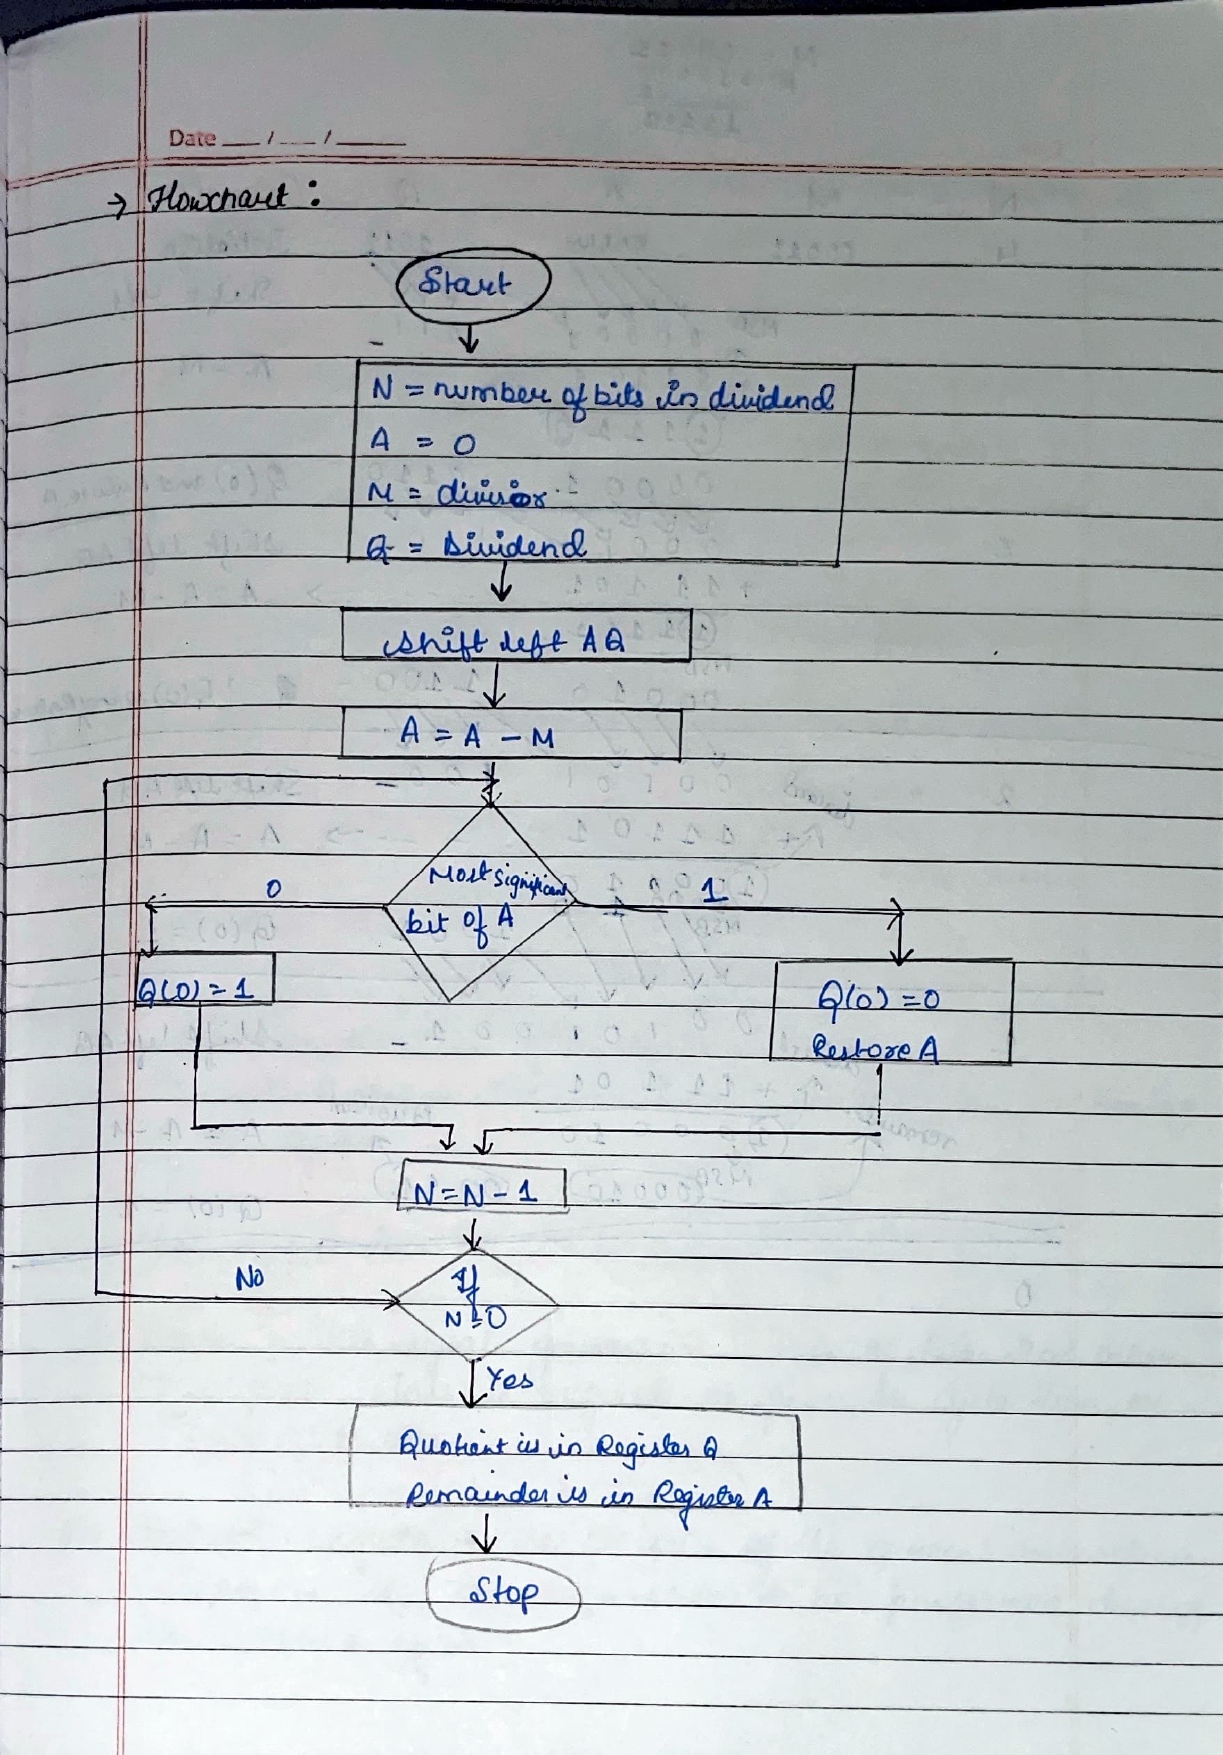 Date __/__/____
→ Flowchart :
Start
N = number of bits in dividend
A = 0
M = divisor
Q = Dividend
shift left AQ
A = A - M
Most significant
bit of A
0
1
Q(0) = 1
Q(0) = 0
Restore A
N = N - 1
If
N = 0
No
Yes
Quotient is in Register Q
Remainder is in Register A
Stop